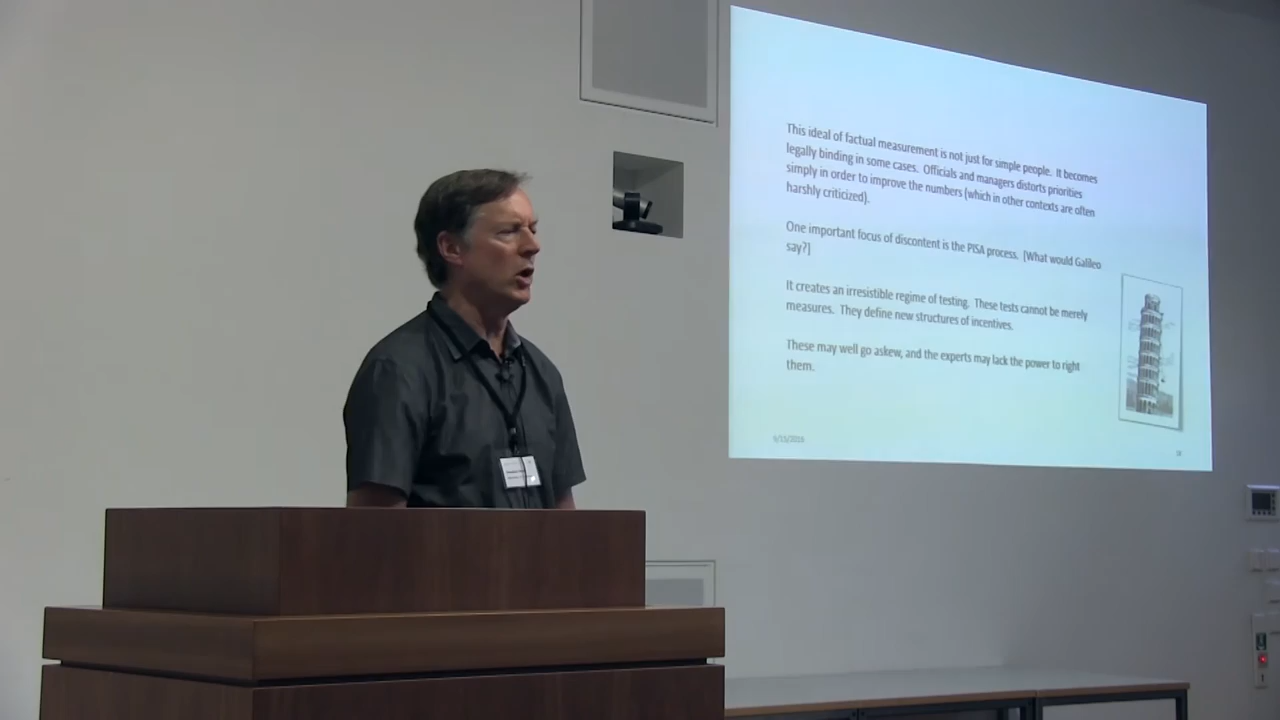 This ideal of factual measurement is not just for simple people. It becomes
legally binding in some cases. Officials and managers distorts priorities
simply in order to improve the numbers (which in other contexts are often
harshly criticized).
One important focus of discontent is the PISA process. [What would Galileo
say?]
It creates an irresistible regime of testing. These tests cannot be merely
measures. They define new structures of incentives.
These may well go askew, and the experts may lack the power to right
them.